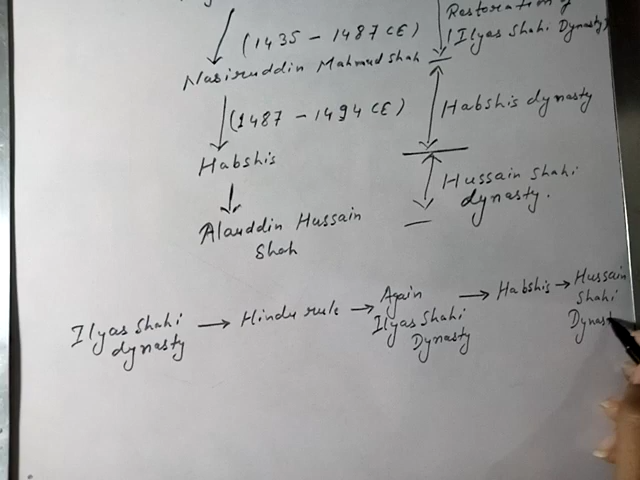 Restoration of
(1435 - 1487 CE)
(Ilyas Shahi Dynasty)
Nasiruddin Mahmud Shah
(1487 - 1494 CE)
Habshis dynasty
Habshis
Hussain Shahi
dynasty.
Alauddin Hussain
Shah
Ilyas Shahi
dynasty
Hindu rule
Again
Ilyas Shahi
Dynasty
Habshis
Hussain
Shahi
Dynast